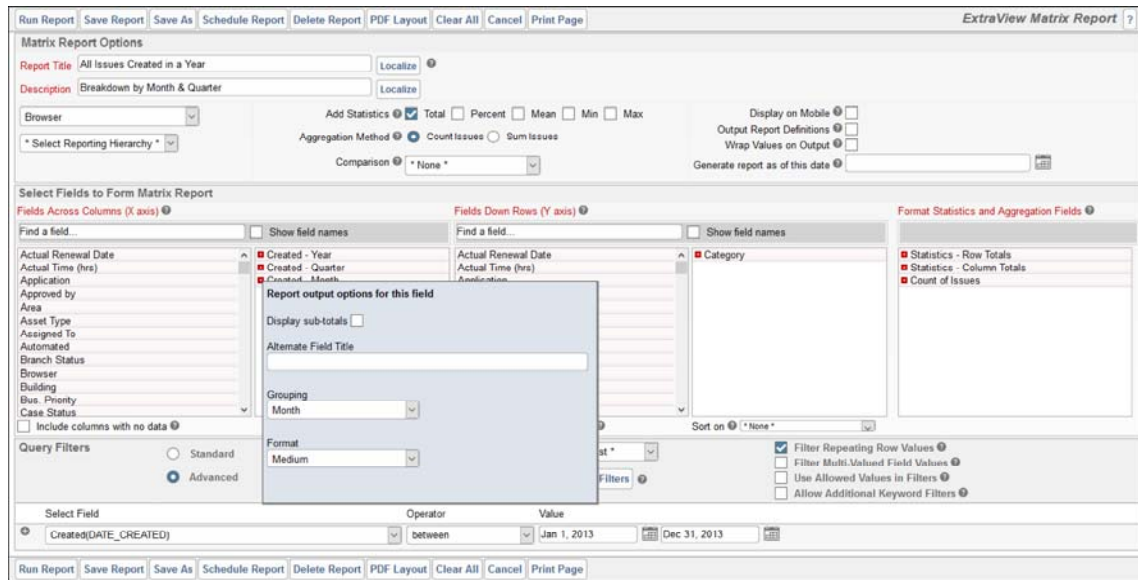 Run Report Save Report Save As Schedule Report Delete Report PDF Layout Clear All Cancel Print Page ExtraView Matrix Report ?
Matrix Report Options
Report Title All Issues Created in a Year Localize ?
Description Breakdown by Month & Quarter Localize
Browser
* Select Reporting Hierarchy *
Add Statistics ? Total Percent Mean Min Max
Aggregation Method ? Count Issues Sum Issues
Comparison ? * None *
Display on Mobile ?
Output Report Definitions ?
Wrap Values on Output ?
Generate report as of this date ?
Select Fields to Form Matrix Report
Fields Across Columns (X axis) ? Fields Down Rows (Y axis) ? Format Statistics and Aggregation Fields ?
Find a field... Show field names Find a field... Show field names
Actual Renewal Date
Actual Time (hrs)
Application
Approved by
Area
Asset Type
Assigned To
Automated
Branch Status
Browser
Building
Bus. Priority
Case Status
Include columns with no data ?
Created - Year
Created - Quarter
Created - Month
Actual Renewal Date
Actual Time (hrs)
Application
Category
Statistics - Row Totals
Statistics - Column Totals
Count of Issues
Report output options for this field
Display sub-totals
Alternate Field Title
Grouping
Month
Format
Medium
?
Sort on ? * None *
Query Filters
Standard
Advanced
st *
Filters ?
Filter Repeating Row Values ?
Filter Multi-Valued Field Values ?
Use Allowed Values in Filters ?
Allow Additional Keyword Filters ?
Select Field Operator Value
Created(DATE_CREATED) between Jan 1, 2013 Dec 31, 2013
Run Report Save Report Save As Schedule Report Delete Report PDF Layout Clear All Cancel Print Page